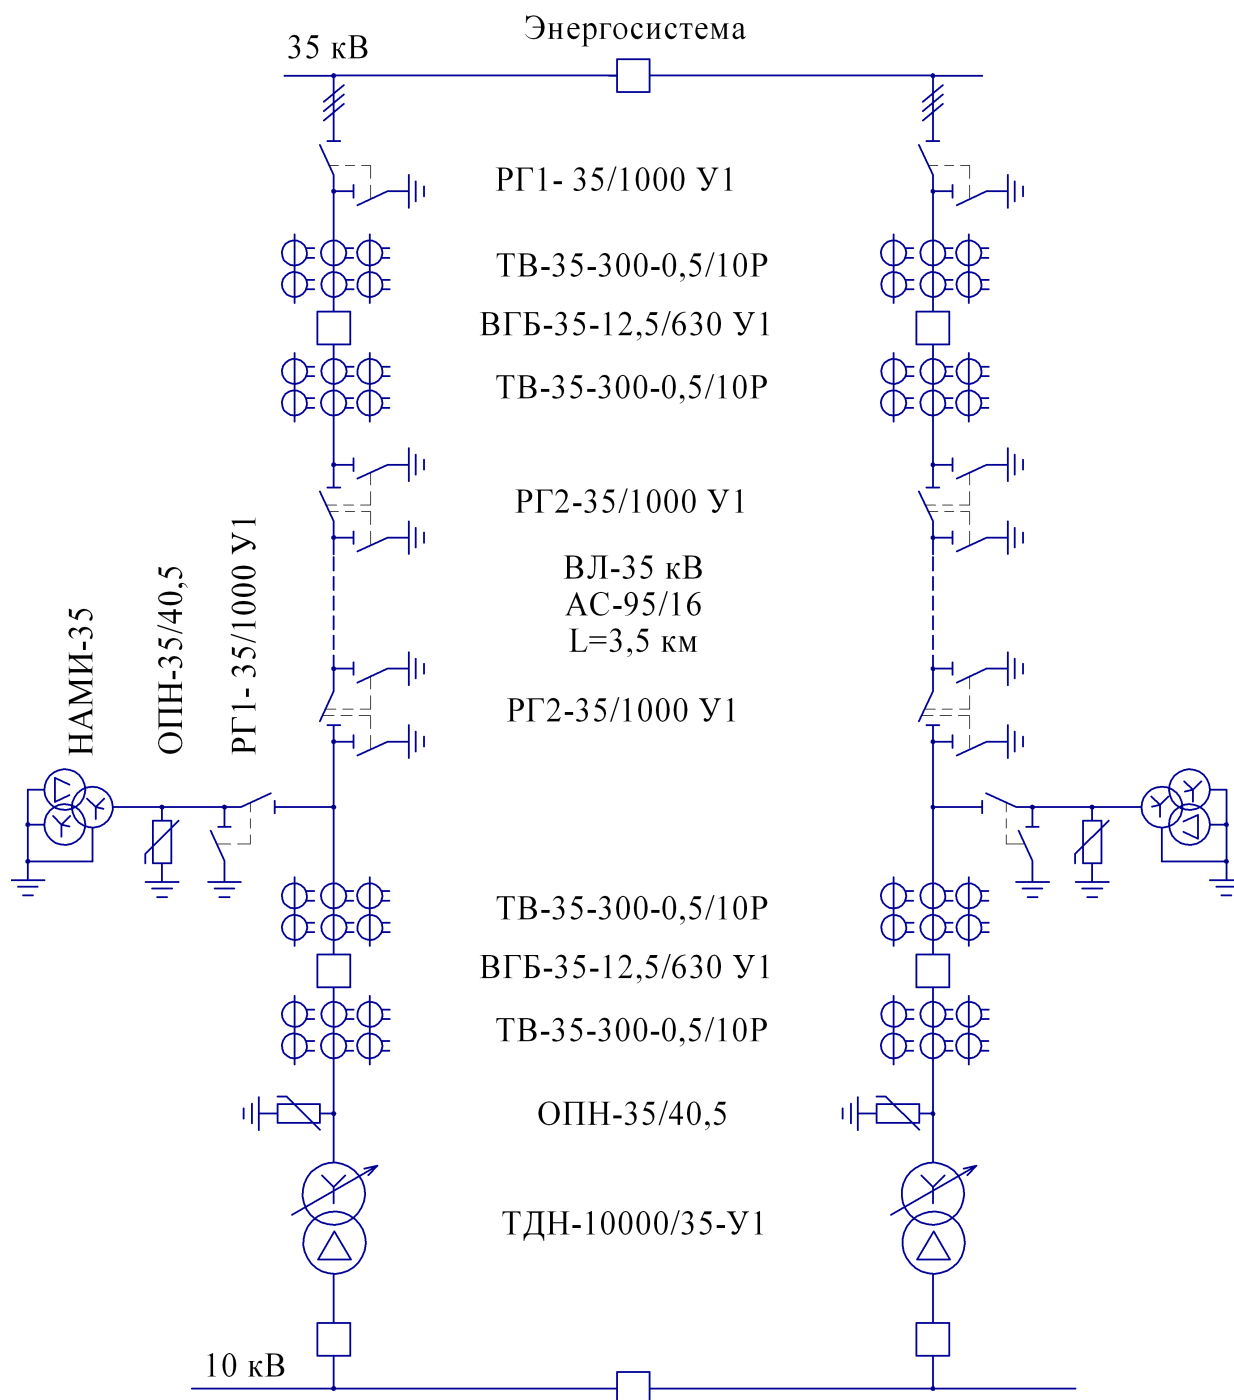 Энергосистема
35 кВ
РГ1- 35/1000 У1
ТВ-35-300-0,5/10Р
ВГБ-35-12,5/630 У1
ТВ-35-300-0,5/10Р
РГ2-35/1000 У1
ВЛ-35 кВ
АС-95/16
L=3,5 км
НАМИ-35
ОПН-35/40,5
РГ1- 35/1000 У1
РГ2-35/1000 У1
ТВ-35-300-0,5/10Р
ВГБ-35-12,5/630 У1
ТВ-35-300-0,5/10Р
ОПН-35/40,5
ТДН-10000/35-У1
10 кВ